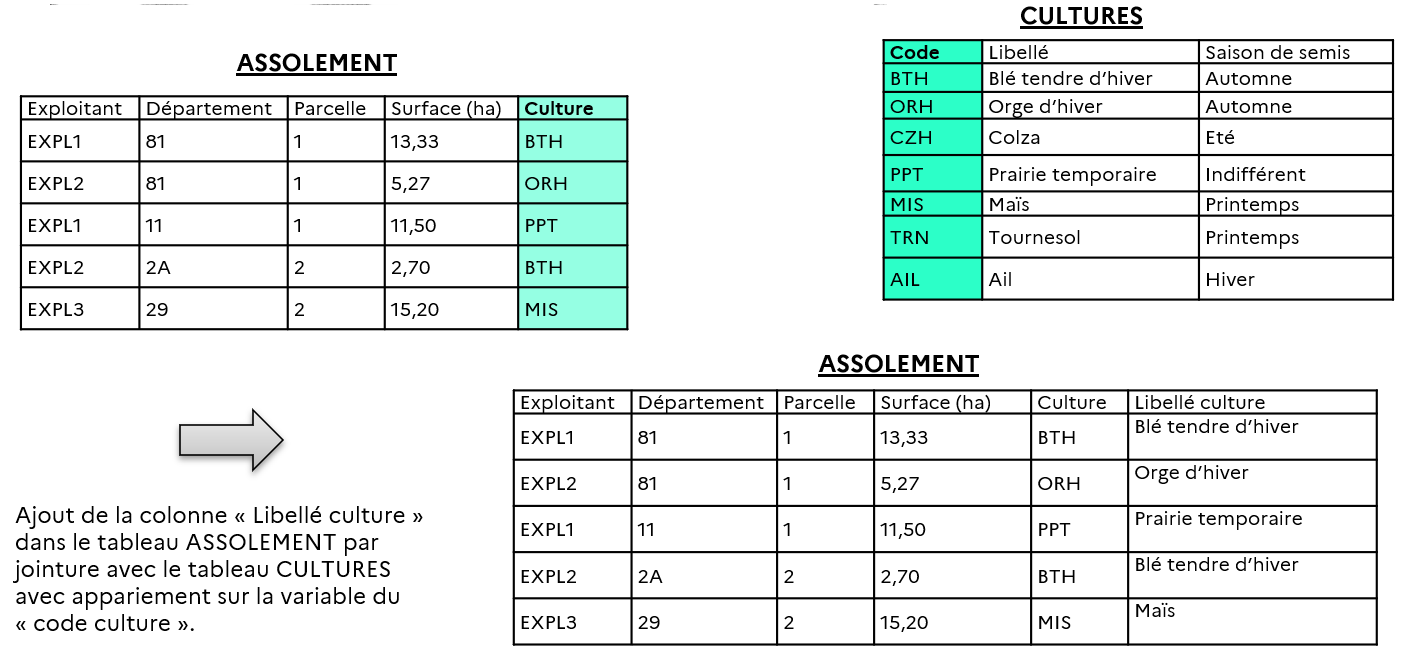 ASSOLEMENT
Exploitant Département Parcelle Surface (ha) Culture
EXPL1 81 1 13,33 BTH
EXPL2 81 1 5,27 ORH
EXPL1 11 1 11,50 PPT
EXPL2 2A 2 2,70 BTH
EXPL3 29 2 15,20 MIS
CULTURES
Code Libellé Saison de semis
BTH Blé tendre d’hiver Automne
ORH Orge d’hiver Automne
CZH Colza Eté
PPT Prairie temporaire Indifférent
MIS Maïs Printemps
TRN Tournesol Printemps
AIL Ail Hiver
Ajout de la colonne « Libellé culture »
dans le tableau ASSOLEMENT par
jointure avec le tableau CULTURES
avec appariement sur la variable du
« code culture ».
ASSOLEMENT
Exploitant Département Parcelle Surface (ha) Culture Libellé culture
EXPL1 81 1 13,33 BTH Blé tendre d’hiver
EXPL2 81 1 5,27 ORH Orge d’hiver
EXPL1 11 1 11,50 PPT Prairie temporaire
EXPL2 2A 2 2,70 BTH Blé tendre d’hiver
EXPL3 29 2 15,20 MIS Maïs